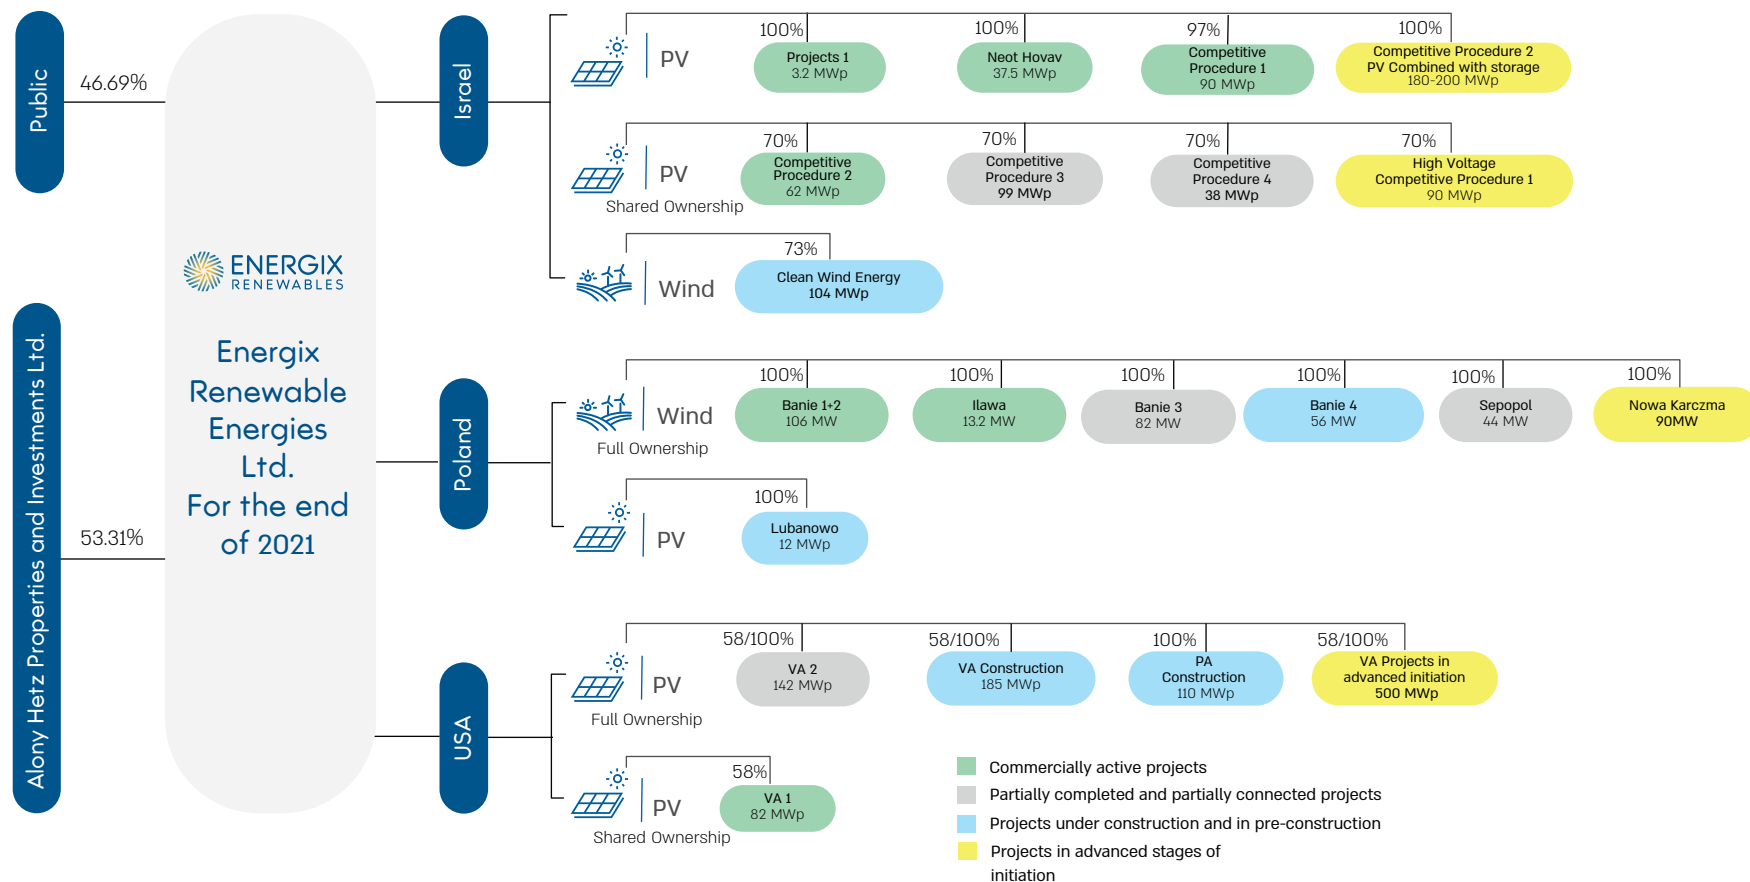 Public
46.69%
Alony Hetz Properties and Investments Ltd.
53.31%
ENERGIX
RENEWABLES
Energix
Renewable
Energies
Ltd.
For the end
of 2021
Israel
PV
100%
Projects 1
3.2 MWp
100%
Neot Hovav
37.5 MWp
97%
Competitive
Procedure 1
90 MWp
100%
Competitive Procedure 2
PV Combined with storage
180-200 MWp
PV
Shared Ownership
70%
Competitive
Procedure 2
62 MWp
70%
Competitive
Procedure 3
99 MWp
70%
Competitive
Procedure 4
38 MWp
70%
High Voltage
Competitive Procedure 1
90 MWp
Wind
73%
Clean Wind Energy
104 MWp
Poland
Wind
Full Ownership
100%
Banie 1+2
106 MW
100%
Ilawa
13.2 MW
100%
Banie 3
82 MW
100%
Banie 4
56 MW
100%
Sepopol
44 MW
100%
Nowa Karczma
90MW
PV
100%
Lubanowo
12 MWp
USA
PV
Full Ownership
58/100%
VA 2
142 MWp
58/100%
VA Construction
185 MWp
100%
PA
Construction
110 MWp
58/100%
VA Projects in
advanced initiation
500 MWp
PV
Shared Ownership
58%
VA 1
82 MWp
Commercially active projects
Partially completed and partially connected projects
Projects under construction and in pre-construction
Projects in advanced stages of
initiation